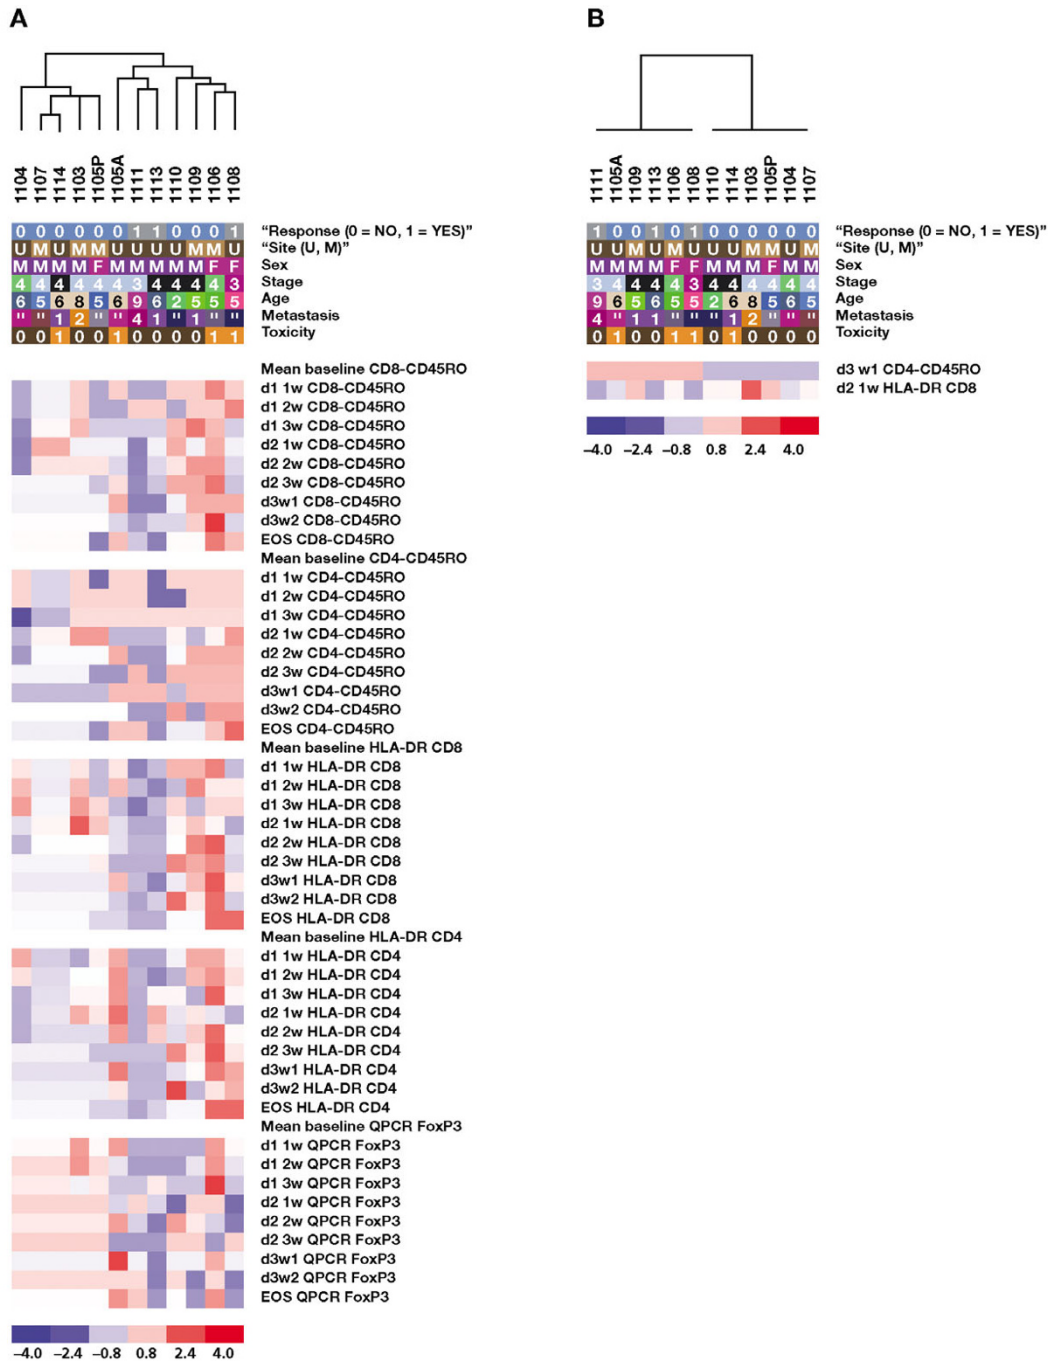 A
1104 1107 1114 1103 1105P 1105A 1111 1113 1110 1109 1106 1108
0 0 0 0 0 0 1 1 0 0 0 1 "Response (0 = NO, 1 = YES)"
U M U M M U U U U M M U "Site (U, M)"
M M M M F M M M M M F F Sex
4 4 4 4 4 4 3 4 4 4 4 3 Stage
6 5 6 8 5 6 9 6 2 5 5 5 Age
" " 1 2 " " 4 1 " 1 " " Metastasis
0 0 1 0 0 1 0 0 0 0 1 1 Toxicity
Mean baseline CD8-CD45RO
d1 1w CD8-CD45RO
d1 2w CD8-CD45RO
d1 3w CD8-CD45RO
d2 1w CD8-CD45RO
d2 2w CD8-CD45RO
d2 3w CD8-CD45RO
d3w1 CD8-CD45RO
d3w2 CD8-CD45RO
EOS CD8-CD45RO
Mean baseline CD4-CD45RO
d1 1w CD4-CD45RO
d1 2w CD4-CD45RO
d1 3w CD4-CD45RO
d2 1w CD4-CD45RO
d2 2w CD4-CD45RO
d2 3w CD4-CD45RO
d3w1 CD4-CD45RO
d3w2 CD4-CD45RO
EOS CD4-CD45RO
Mean baseline HLA-DR CD8
d1 1w HLA-DR CD8
d1 2w HLA-DR CD8
d1 3w HLA-DR CD8
d2 1w HLA-DR CD8
d2 2w HLA-DR CD8
d2 3w HLA-DR CD8
d3w1 HLA-DR CD8
d3w2 HLA-DR CD8
EOS HLA-DR CD8
Mean baseline HLA-DR CD4
d1 1w HLA-DR CD4
d1 2w HLA-DR CD4
d1 3w HLA-DR CD4
d2 1w HLA-DR CD4
d2 2w HLA-DR CD4
d2 3w HLA-DR CD4
d3w1 HLA-DR CD4
d3w2 HLA-DR CD4
EOS HLA-DR CD4
Mean baseline QPCR FoxP3
d1 1w QPCR FoxP3
d1 2w QPCR FoxP3
d1 3w QPCR FoxP3
d2 1w QPCR FoxP3
d2 2w QPCR FoxP3
d2 3w QPCR FoxP3
d3w1 QPCR FoxP3
d3w2 QPCR FoxP3
EOS QPCR FoxP3
–4.0 –2.4 –0.8 0.8 2.4 4.0
B
1111 1105A 1109 1113 1106 1108 1110 1114 1103 1105P 1104 1107
1 0 0 1 0 1 0 0 0 0 0 0 "Response (0 = NO, 1 = YES)"
U U M U M U U U M M U M "Site (U, M)"
M M M M F F M M M F M M Sex
3 4 4 4 4 3 4 4 4 4 4 4 Stage
9 6 5 6 5 5 2 6 8 5 6 5 Age
4 " 1 1 " " " 1 2 " " " Metastasis
0 1 0 0 1 1 0 1 0 0 0 0 Toxicity
d3 w1 CD4-CD45RO
d2 1w HLA-DR CD8
–4.0 –2.4 –0.8 0.8 2.4 4.0